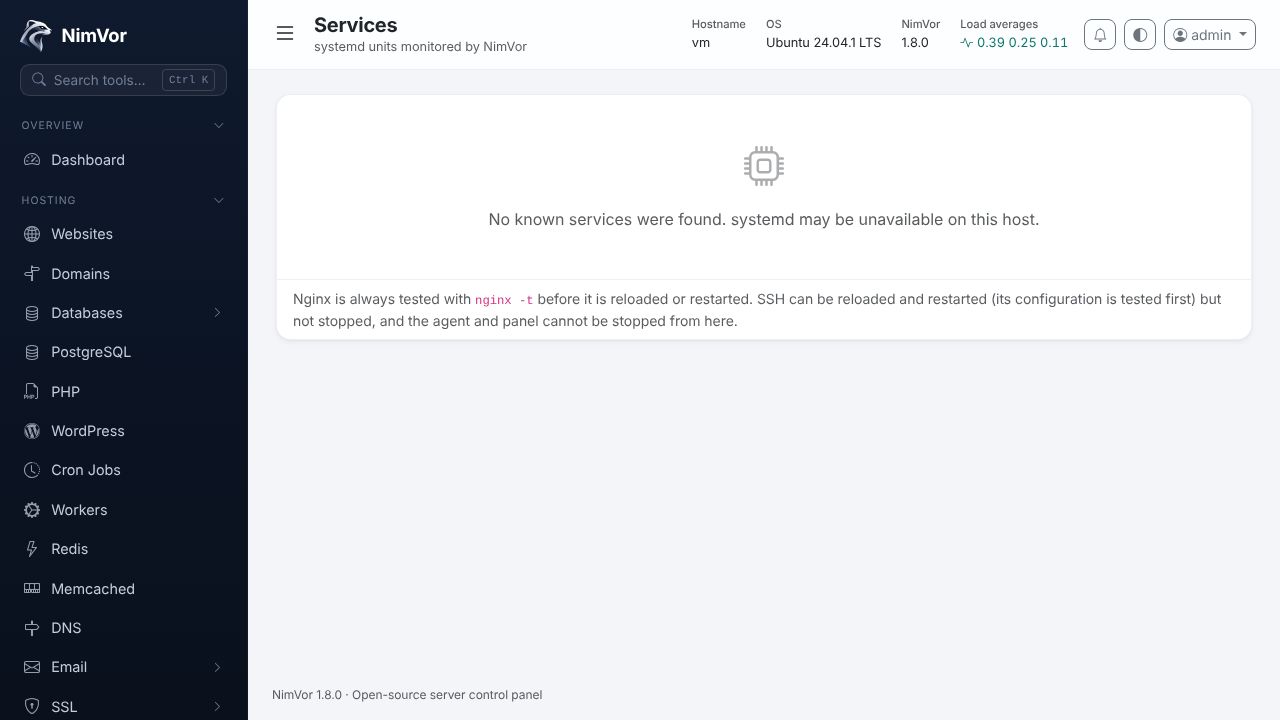 NimVor
Search tools...
Ctrl K
OVERVIEW
Dashboard
HOSTING
Websites
Domains
Databases
PostgreSQL
PHP
WordPress
Cron Jobs
Workers
Redis
Memcached
DNS
Email
SSL
Services
systemd units monitored by NimVor
Hostname
vm
OS
Ubuntu 24.04.1 LTS
NimVor
1.8.0
Load averages
0.39 0.25 0.11
admin
No known services were found. systemd may be unavailable on this host.
Nginx is always tested with nginx -t before it is reloaded or restarted. SSH can be reloaded and restarted (its configuration is tested first) but
not stopped, and the agent and panel cannot be stopped from here.
NimVor 1.8.0 · Open-source server control panel